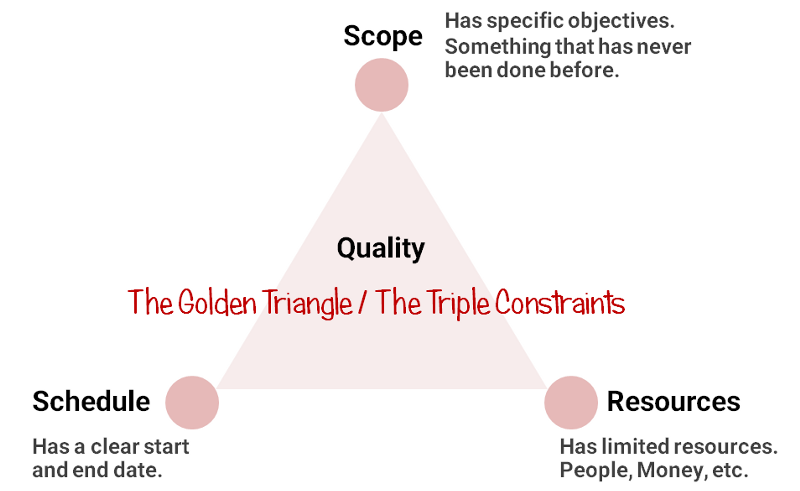 Scope
Has specific objectives.
Something that has never
been done before.
Quality
The Golden Triangle / The Triple Constraints
Schedule
Has a clear start
and end date.
Resources
Has limited resources.
People, Money, etc.